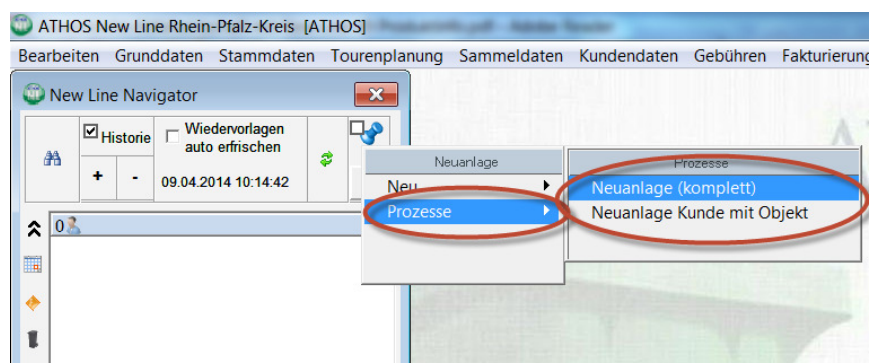 ATHOS New Line Rhein-Pfalz-Kreis [ATHOS]
Bearbeiten Grunddaten Stammdaten Tourenplanung Sammeldaten Kundendaten Gebühren Fakturierung
New Line Navigator
Historie
Wiedervorlagen
auto erfrischen
+ -
09.04.2014 10:14:42
0
Neuanlage
Neu
Prozesse
Prozesse
Neuanlage (komplett)
Neuanlage Kunde mit Objekt